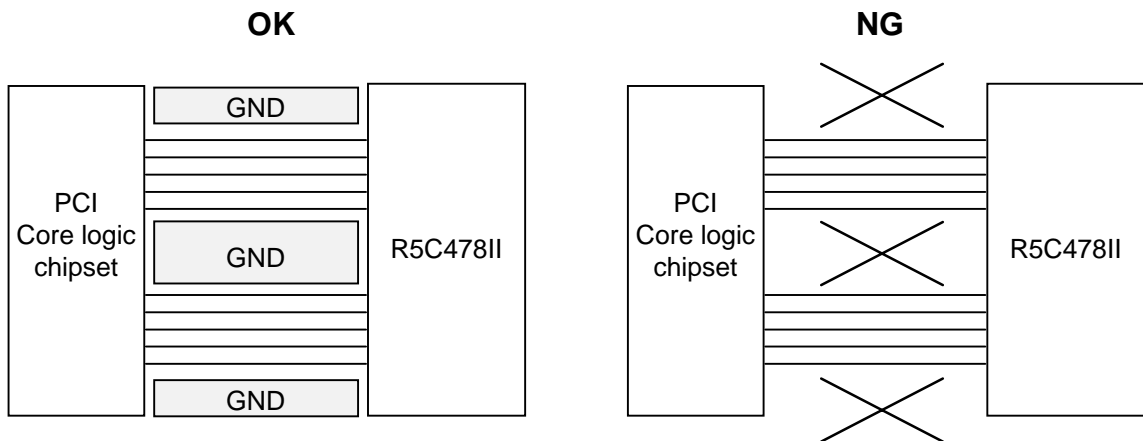 OK
NG
GND
PCI
Core logic
chipset
GND
R5C478II
GND
PCI
Core logic
chipset
R5C478II